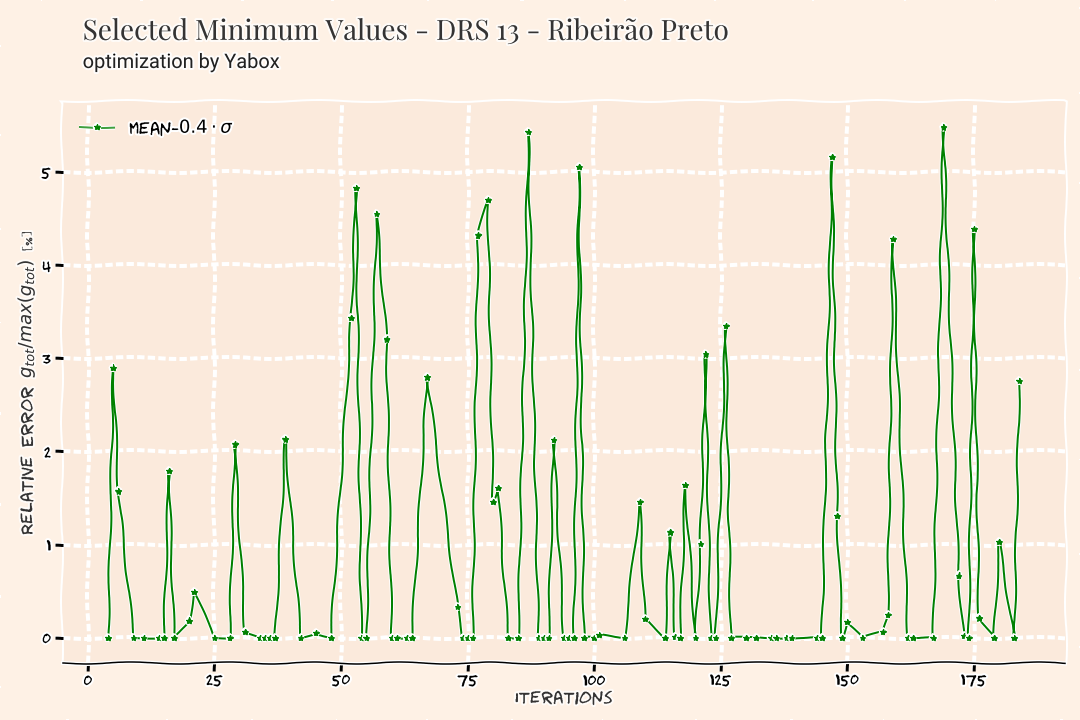 Selected Minimum Values - DRS 13 - Ribeirão Preto
optimization by Yabox
MEAN-0.4 · σ
5
4
3
2
1
0
RELATIVE ERROR g_tot/max(g_tot) [%]
0 25 50 75 100 125 150 175
ITERATIONS